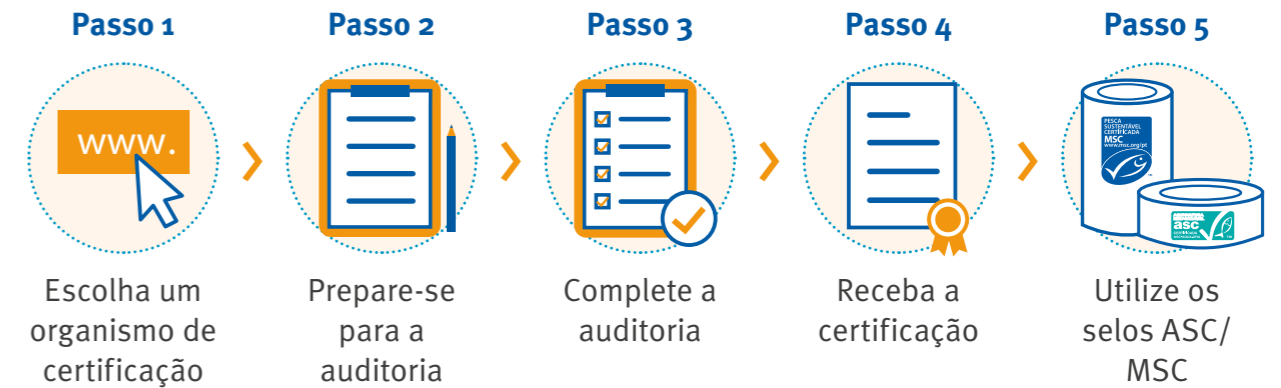 Passo 1
Passo 2
Passo 3
Passo 4
Passo 5
www.
PESCA
SUSTENTÁVEL
CERTIFICADA
MSC
www.msc.org/pt
asc
Escolha um
organismo de
certificação
Prepare-se
para a
auditoria
Complete a
auditoria
Receba a
certificação
Utilize os
selos ASC/
MSC